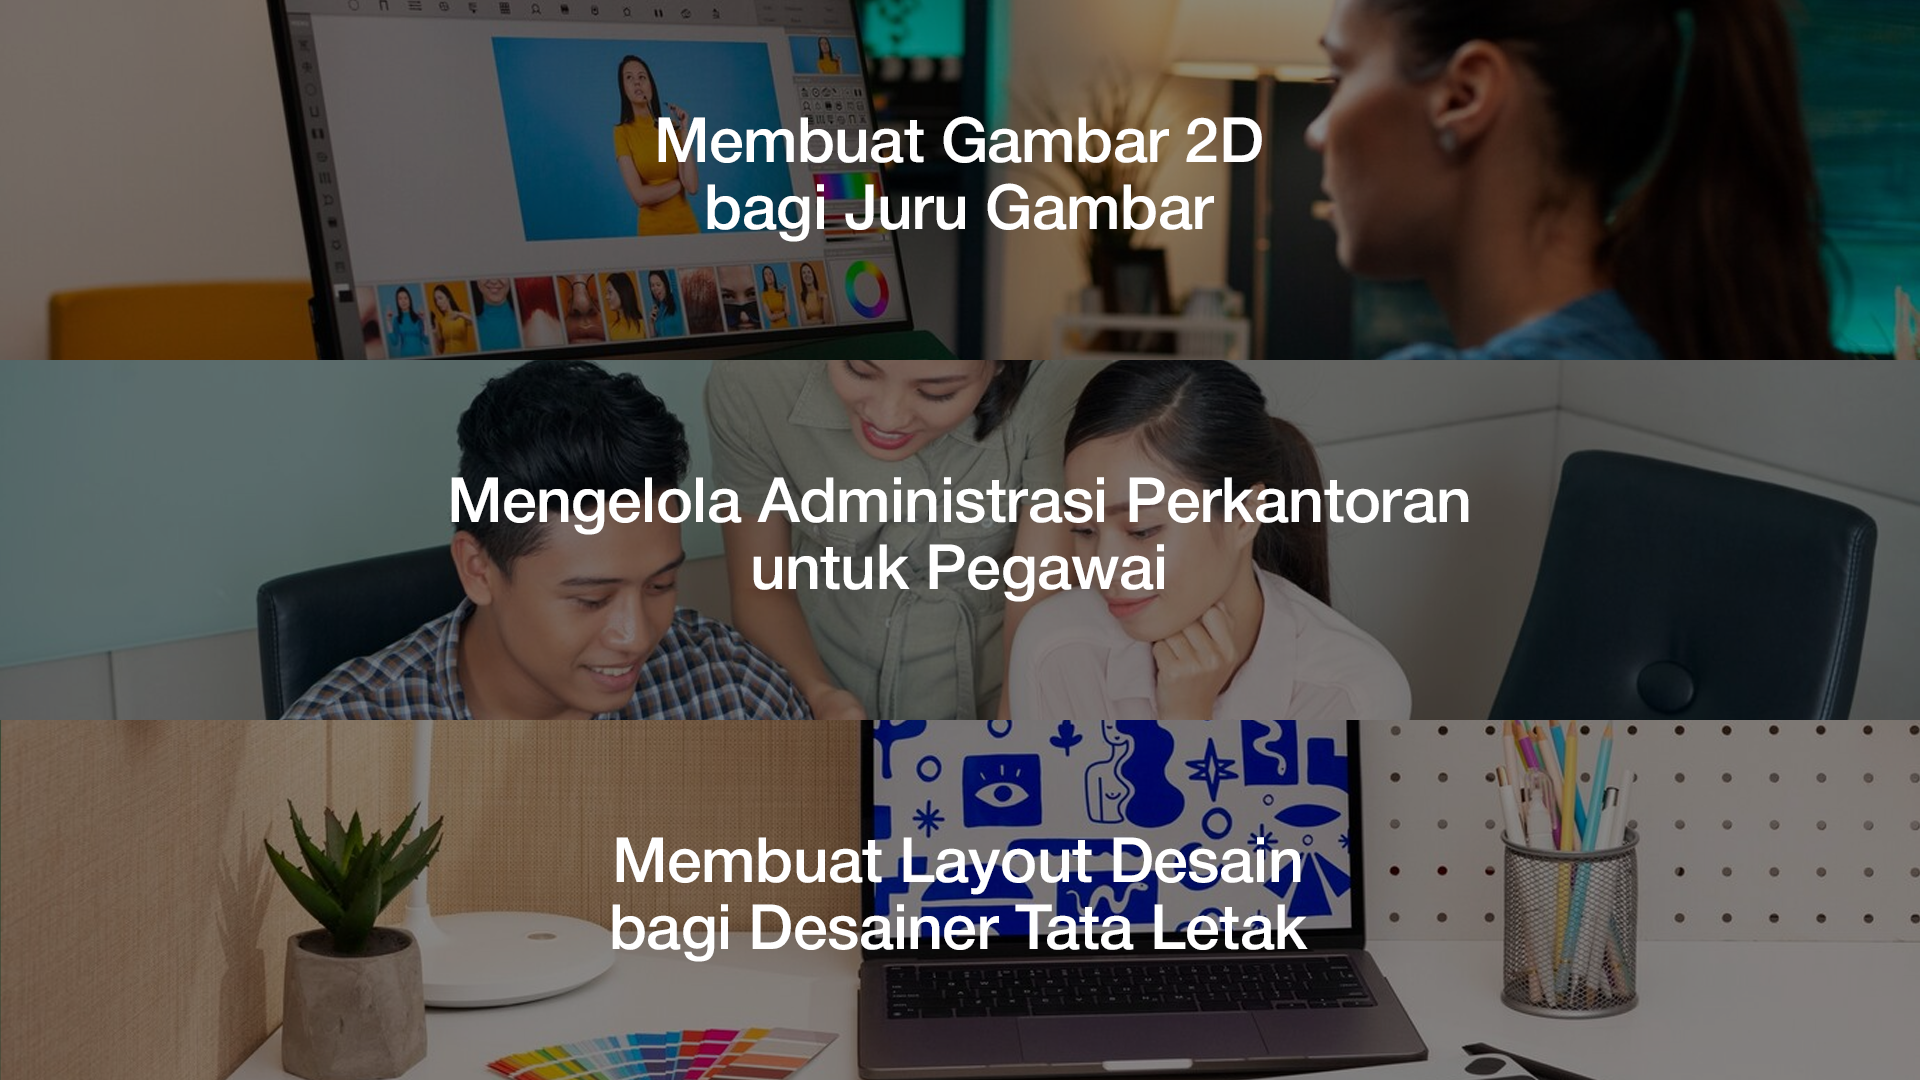 Membuat Gambar 2D
bagi Juru Gambar
Mengelola Administrasi Perkantoran
untuk Pegawai
Membuat Layout Desain
bagi Desainer Tata Letak